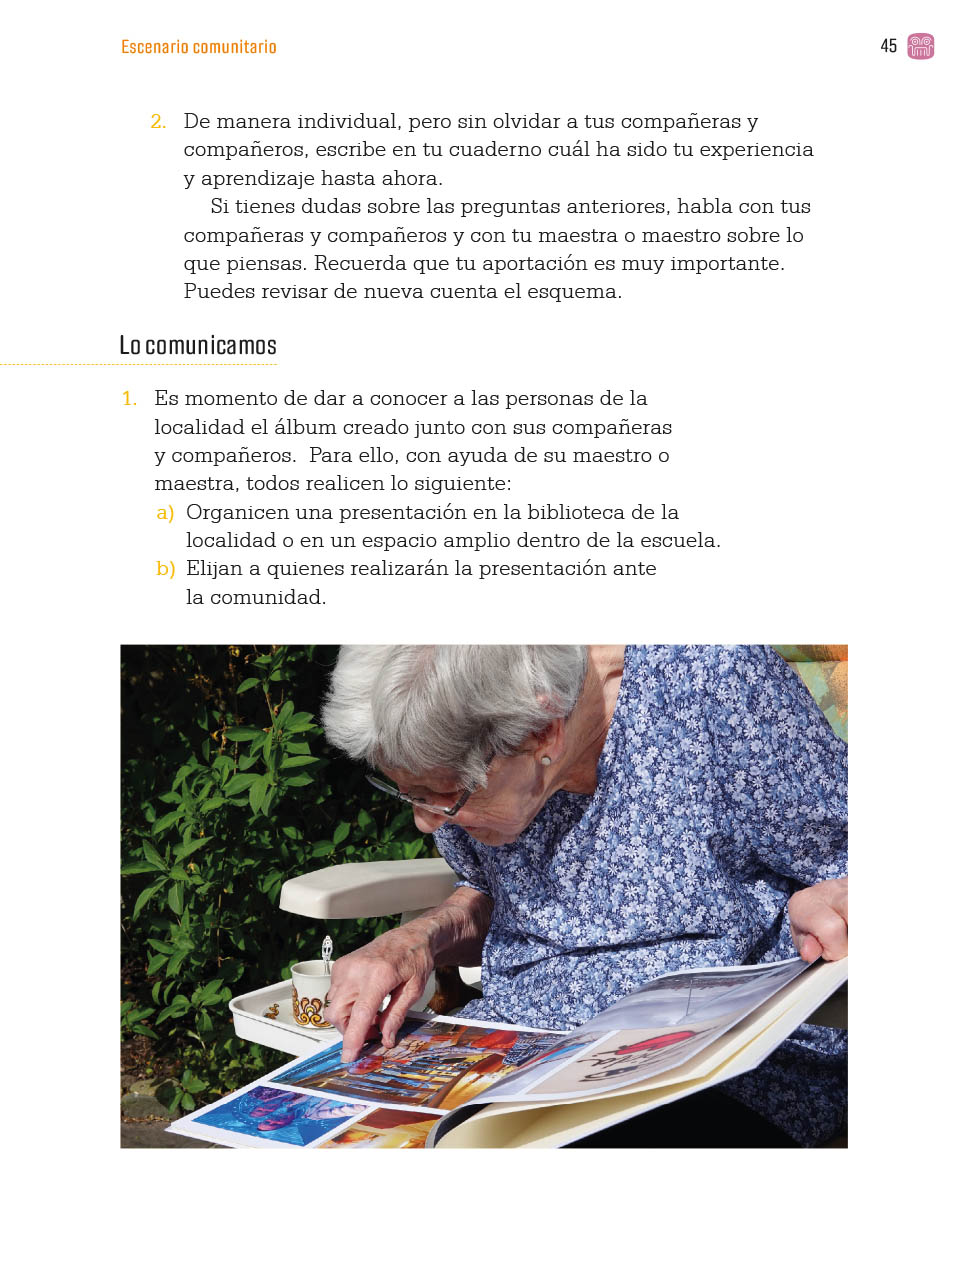 Escenario comunitario
45
2. De manera individual, pero sin olvidar a tus compañeras y
compañeros, escribe en tu cuaderno cuál ha sido tu experiencia
y aprendizaje hasta ahora.
Si tienes dudas sobre las preguntas anteriores, habla con tus
compañeras y compañeros y con tu maestra o maestro sobre lo
que piensas. Recuerda que tu aportación es muy importante.
Puedes revisar de nueva cuenta el esquema.
Lo comunicamos
1. Es momento de dar a conocer a las personas de la
localidad el álbum creado junto con sus compañeras
y compañeros. Para ello, con ayuda de su maestro o
maestra, todos realicen lo siguiente:
a) Organicen una presentación en la biblioteca de la
localidad o en un espacio amplio dentro de la escuela.
b) Elijan a quienes realizarán la presentación ante
la comunidad.